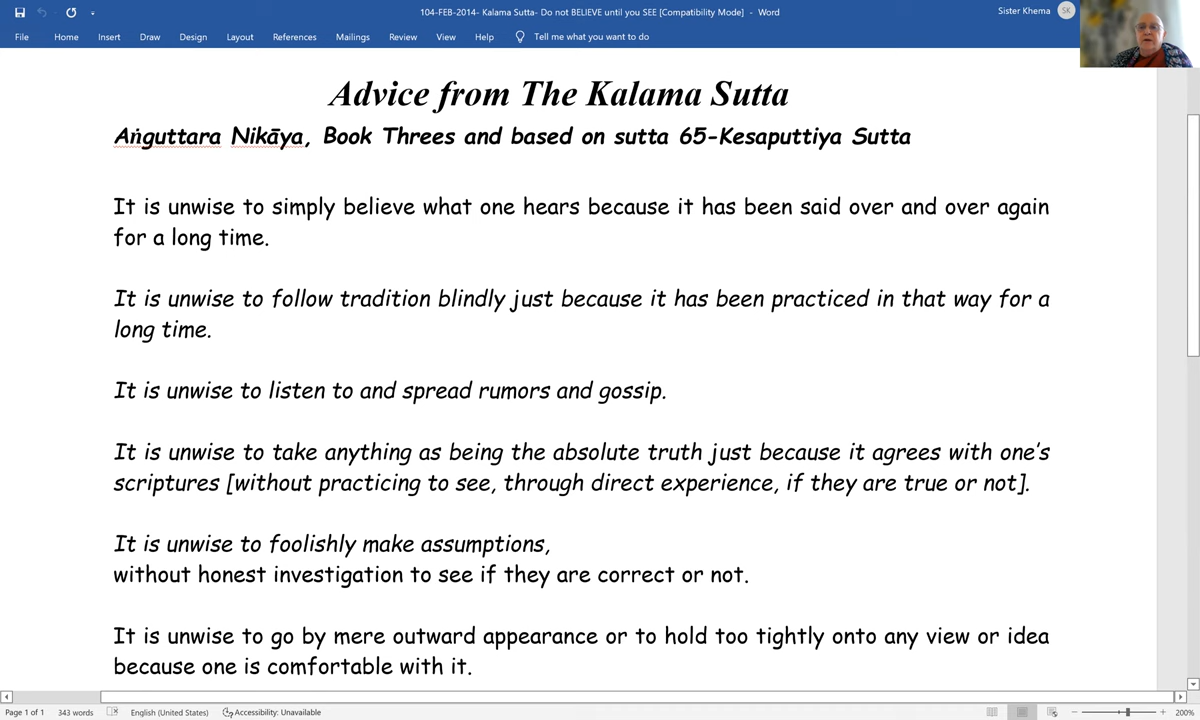 104-FEB-2014- Kalama Sutta- Do not BELIEVE until you SEE [Compatibility Mode] - Word
Sister Khema SK
File Home Insert Draw Design Layout References Mailings Review View Help Tell me what you want to do
Advice from The Kalama Sutta
Aṅguttara Nikāya, Book Threes and based on sutta 65-Kesaputtiya Sutta
It is unwise to simply believe what one hears because it has been said over and over again
for a long time.
It is unwise to follow tradition blindly just because it has been practiced in that way for a
long time.
It is unwise to listen to and spread rumors and gossip.
It is unwise to take anything as being the absolute truth just because it agrees with one's
scriptures [without practicing to see, through direct experience, if they are true or not].
It is unwise to foolishly make assumptions,
without honest investigation to see if they are correct or not.
It is unwise to go by mere outward appearance or to hold too tightly onto any view or idea
because one is comfortable with it.
Page 1 of 1 343 words English (United States) Accessibility: Unavailable 200%